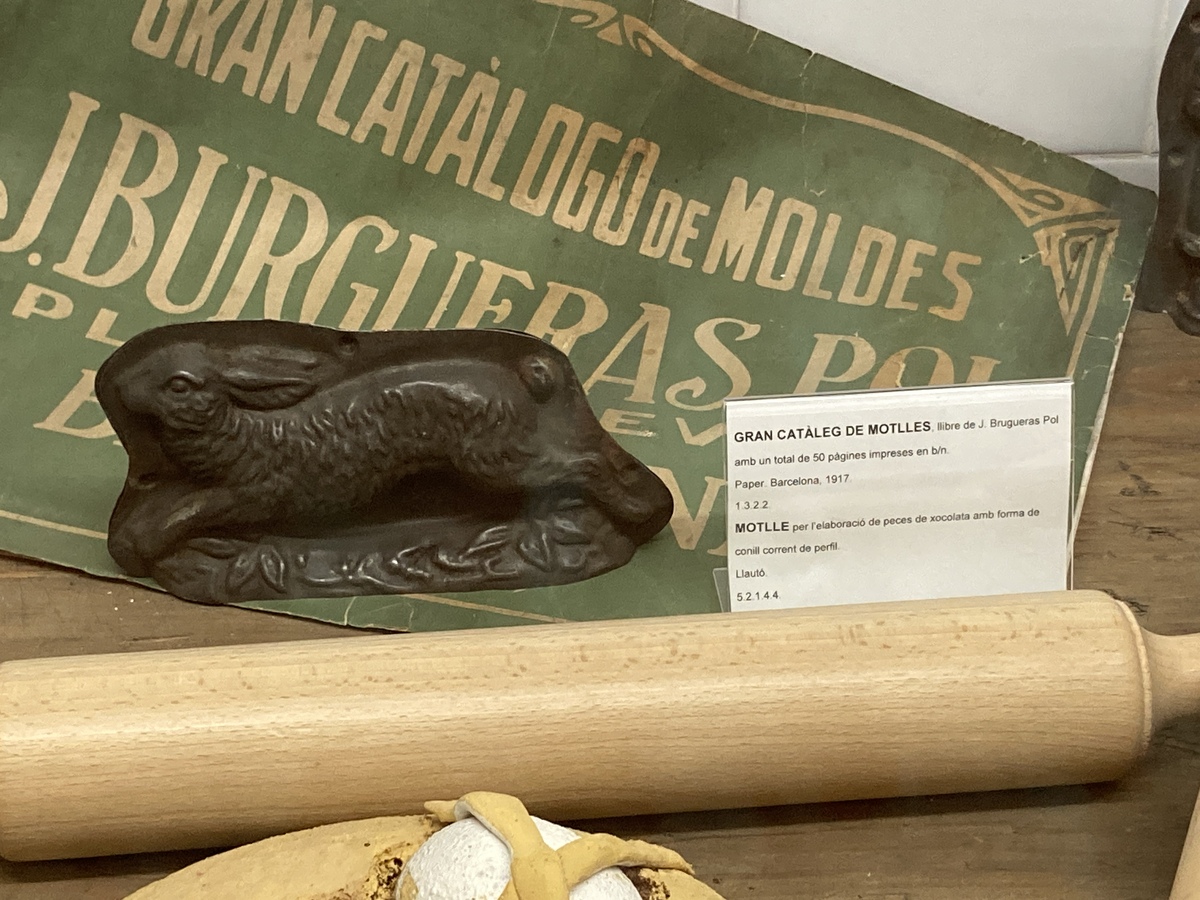 GRAN CATÀLOGO DE MOLDES
J. BURGUERAS POL
GRAN CATÀLEG DE MOTLLES, llibre de J. Brugueras Pol
amb un total de 50 pàgines impreses en b/n.
Paper. Barcelona, 1917.
1.3.2.2.
MOTLLE per l'elaboració de peces de xocolata amb forma de
conill corrent de perfil.
Llautó.
5.2.1.4.4.